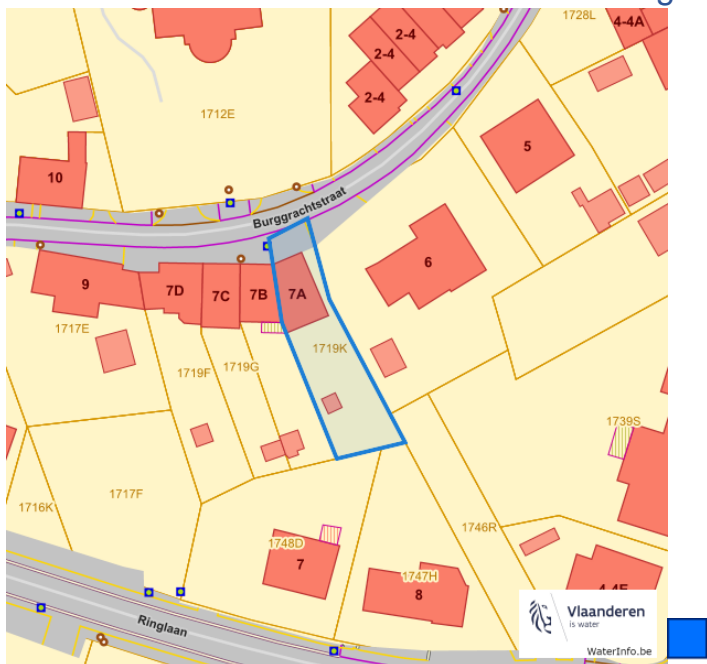 g
1728L
4-4A
2-4
2-4
2-4
1712E
5
10
Burggrachtstraat
6
9
7D
7C
7B
7A
1717E
1719K
1719G
1719F
1739S
1717F
1716K
1746R
1748D
7
1747H
8
4-4E
Ringlaan
Vlaanderen
is water
WaterInfo.be